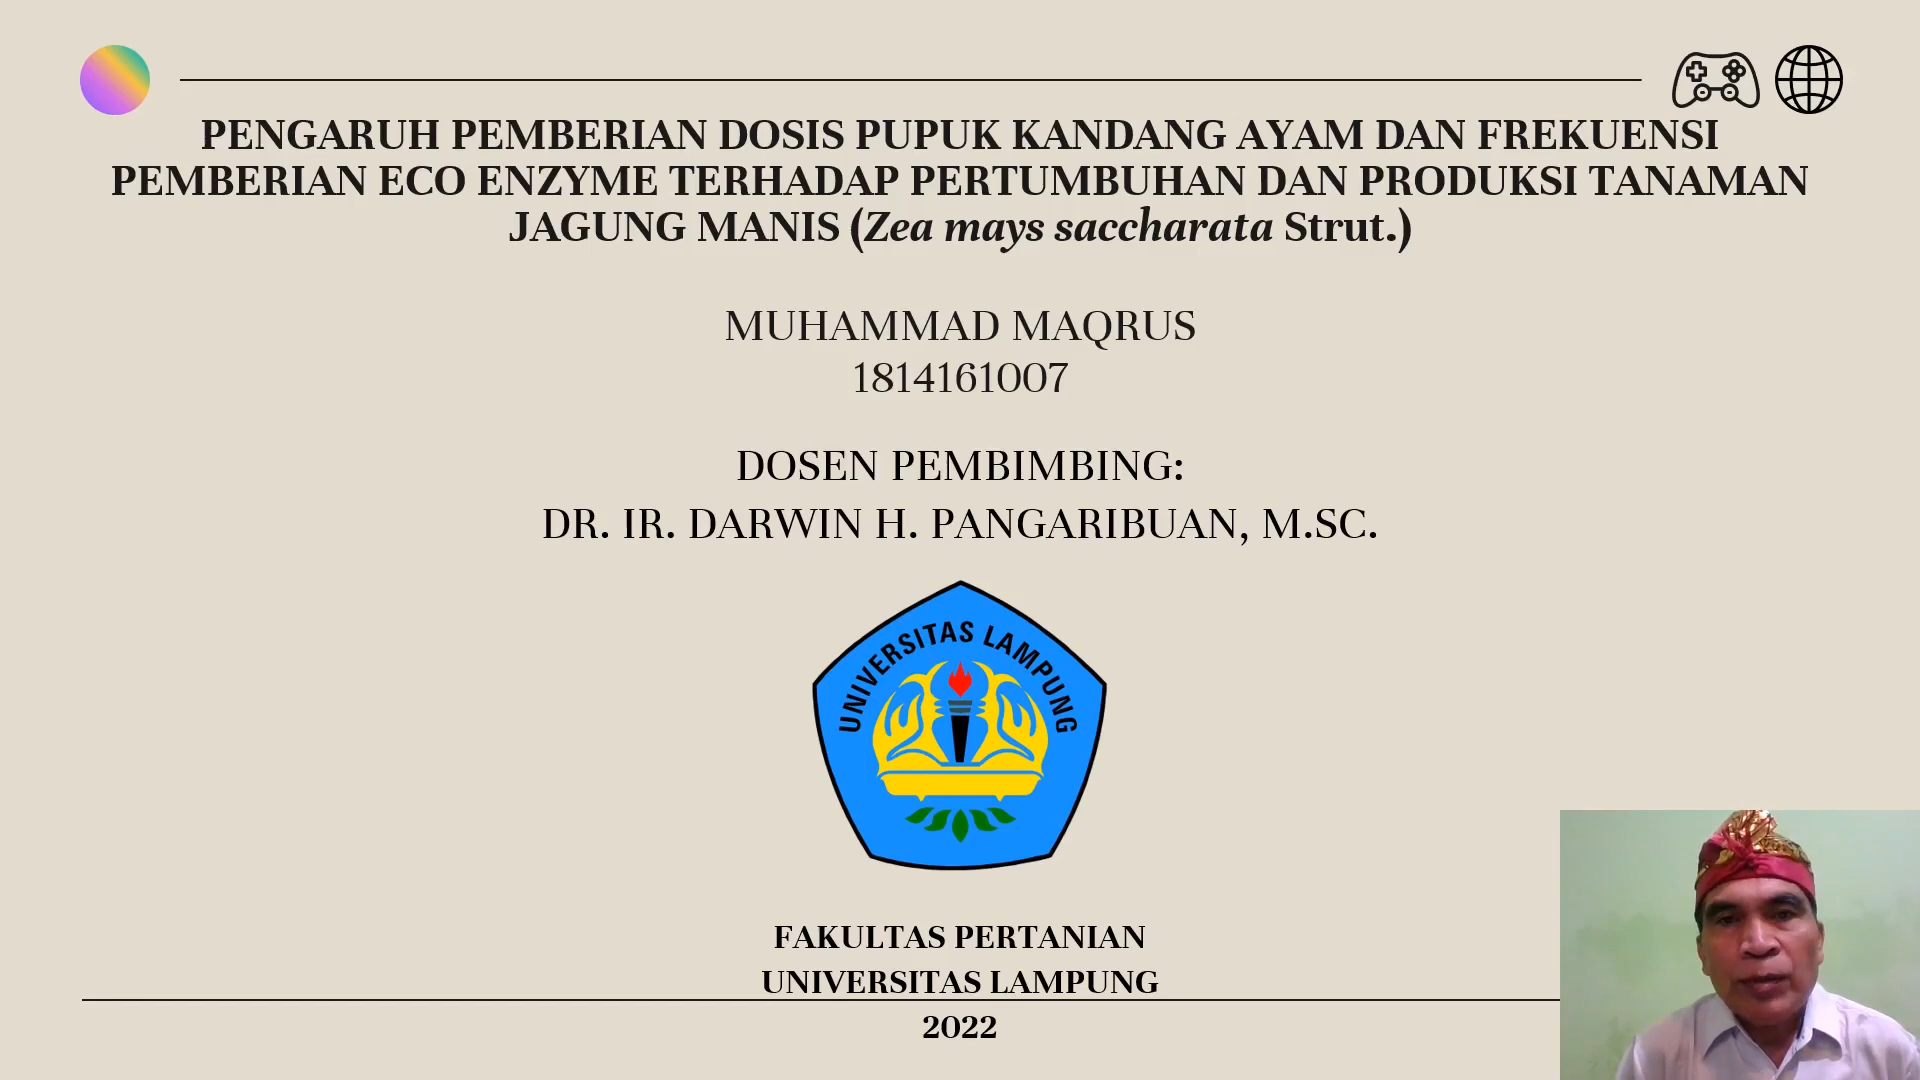 PENGARUH PEMBERIAN DOSIS PUPUK KANDANG AYAM DAN FREKUENSI
PEMBERIAN ECO ENZYME TERHADAP PERTUMBUHAN DAN PRODUKSI TANAMAN
JAGUNG MANIS (Zea mays saccharata Strut.)
MUHAMMAD MAQRUS
1814161007
DOSEN PEMBIMBING:
DR. IR. DARWIN H. PANGARIBUAN, M.SC.
UNIVERSITAS LAMPUNG
FAKULTAS PERTANIAN
UNIVERSITAS LAMPUNG
2022